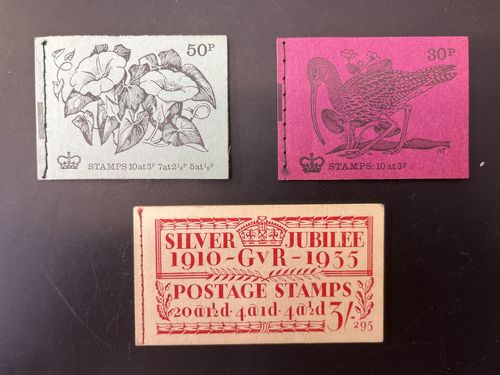 50P
STAMPS 10 at 3P 7 at 2½P 5 at ½P
30P
HT
STAMPS: 10 at 3P
SILVER JUBILEE
1910-GVR-1935
POSTAGE STAMPS
20@1½d·4@1d·4@½d 3/-
295